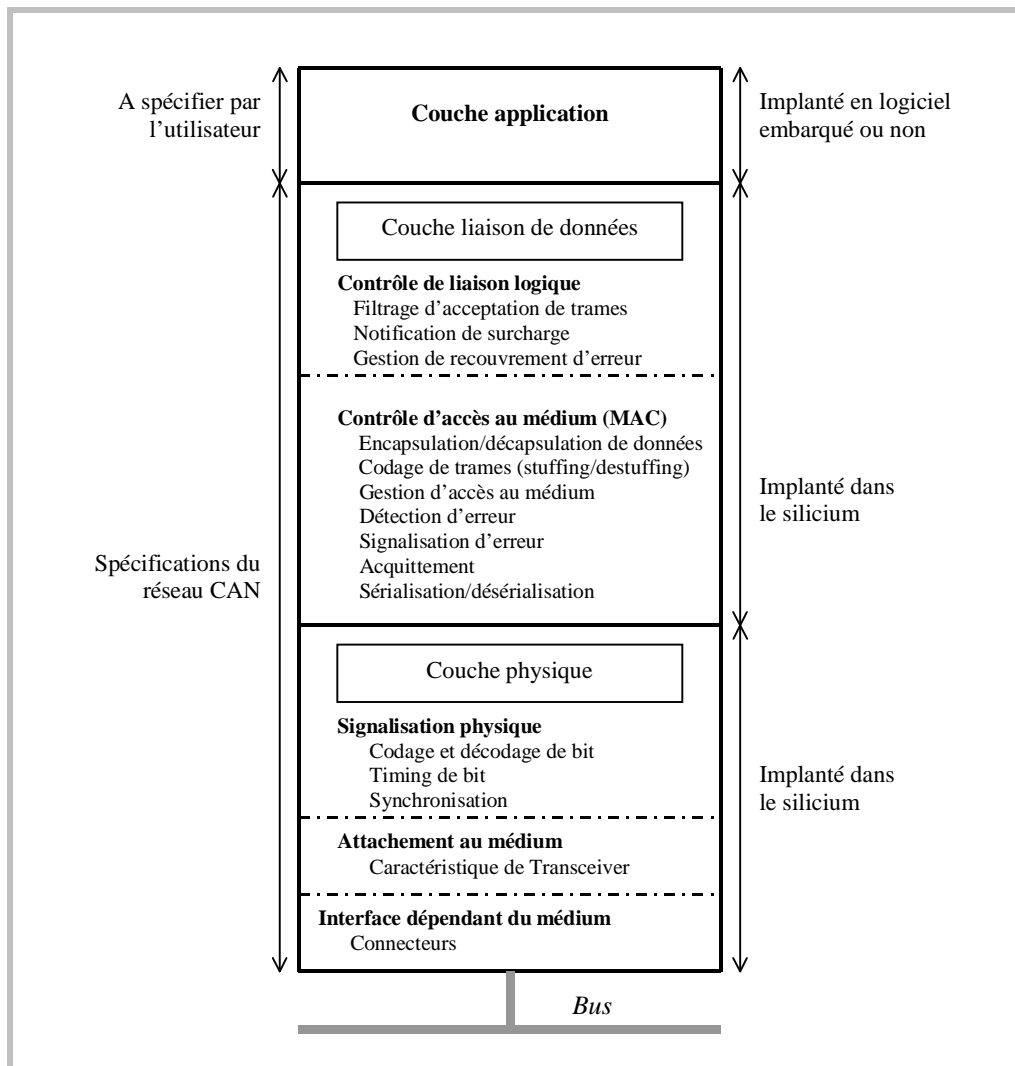 A spécifier par
l’utilisateur
Couche application
Implanté en logiciel
embarqué ou non
Couche liaison de données
Contrôle de liaison logique
Filtrage d’acceptation de trames
Notification de surcharge
Gestion de recouvrement d’erreur
Contrôle d’accès au médium (MAC)
Encapsulation/décapsulation de données
Codage de trames (stuffing/destuffing)
Gestion d’accès au médium
Détection d’erreur
Signalisation d’erreur
Acquittement
Sérialisation/désérialisation
Implanté dans
le silicium
Spécifications du
réseau CAN
Couche physique
Signalisation physique
Codage et décodage de bit
Timing de bit
Synchronisation
Implanté dans
le silicium
Attachement au médium
Caractéristique de Transceiver
Interface dépendant du médium
Connecteurs
Bus